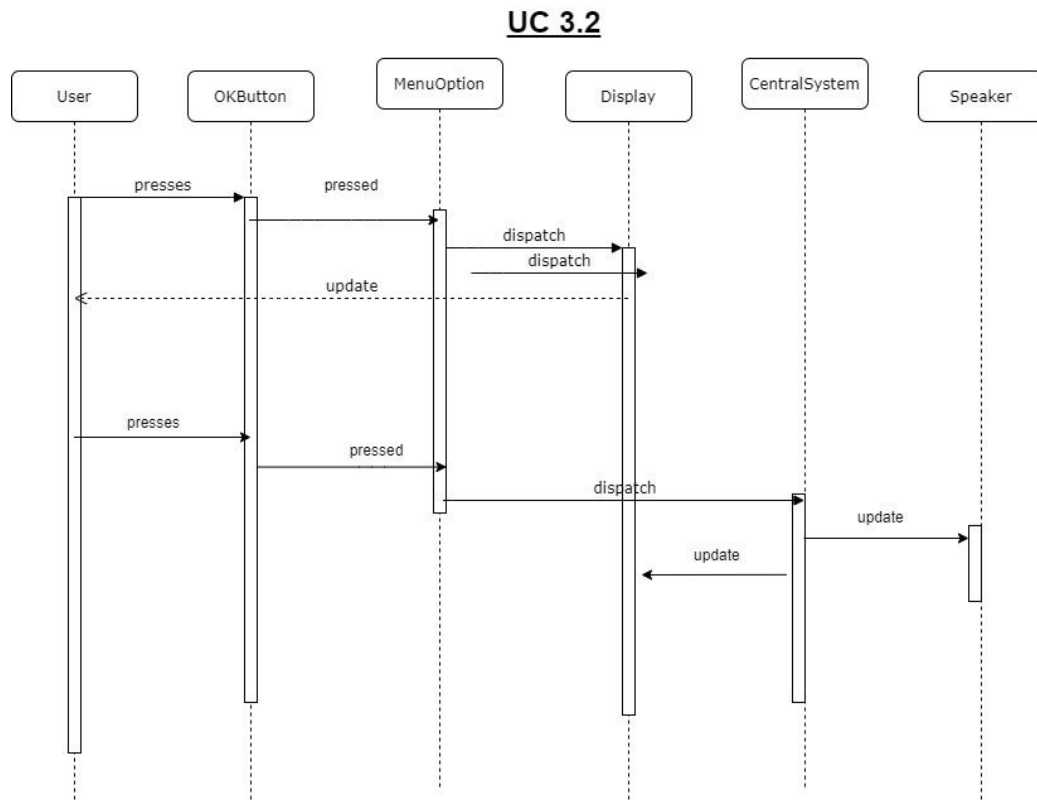 UC 3.2
User
OKButton
MenuOption
Display
CentralSystem
Speaker
presses
pressed
dispatch
dispatch
update
presses
pressed
dispatch
update
update